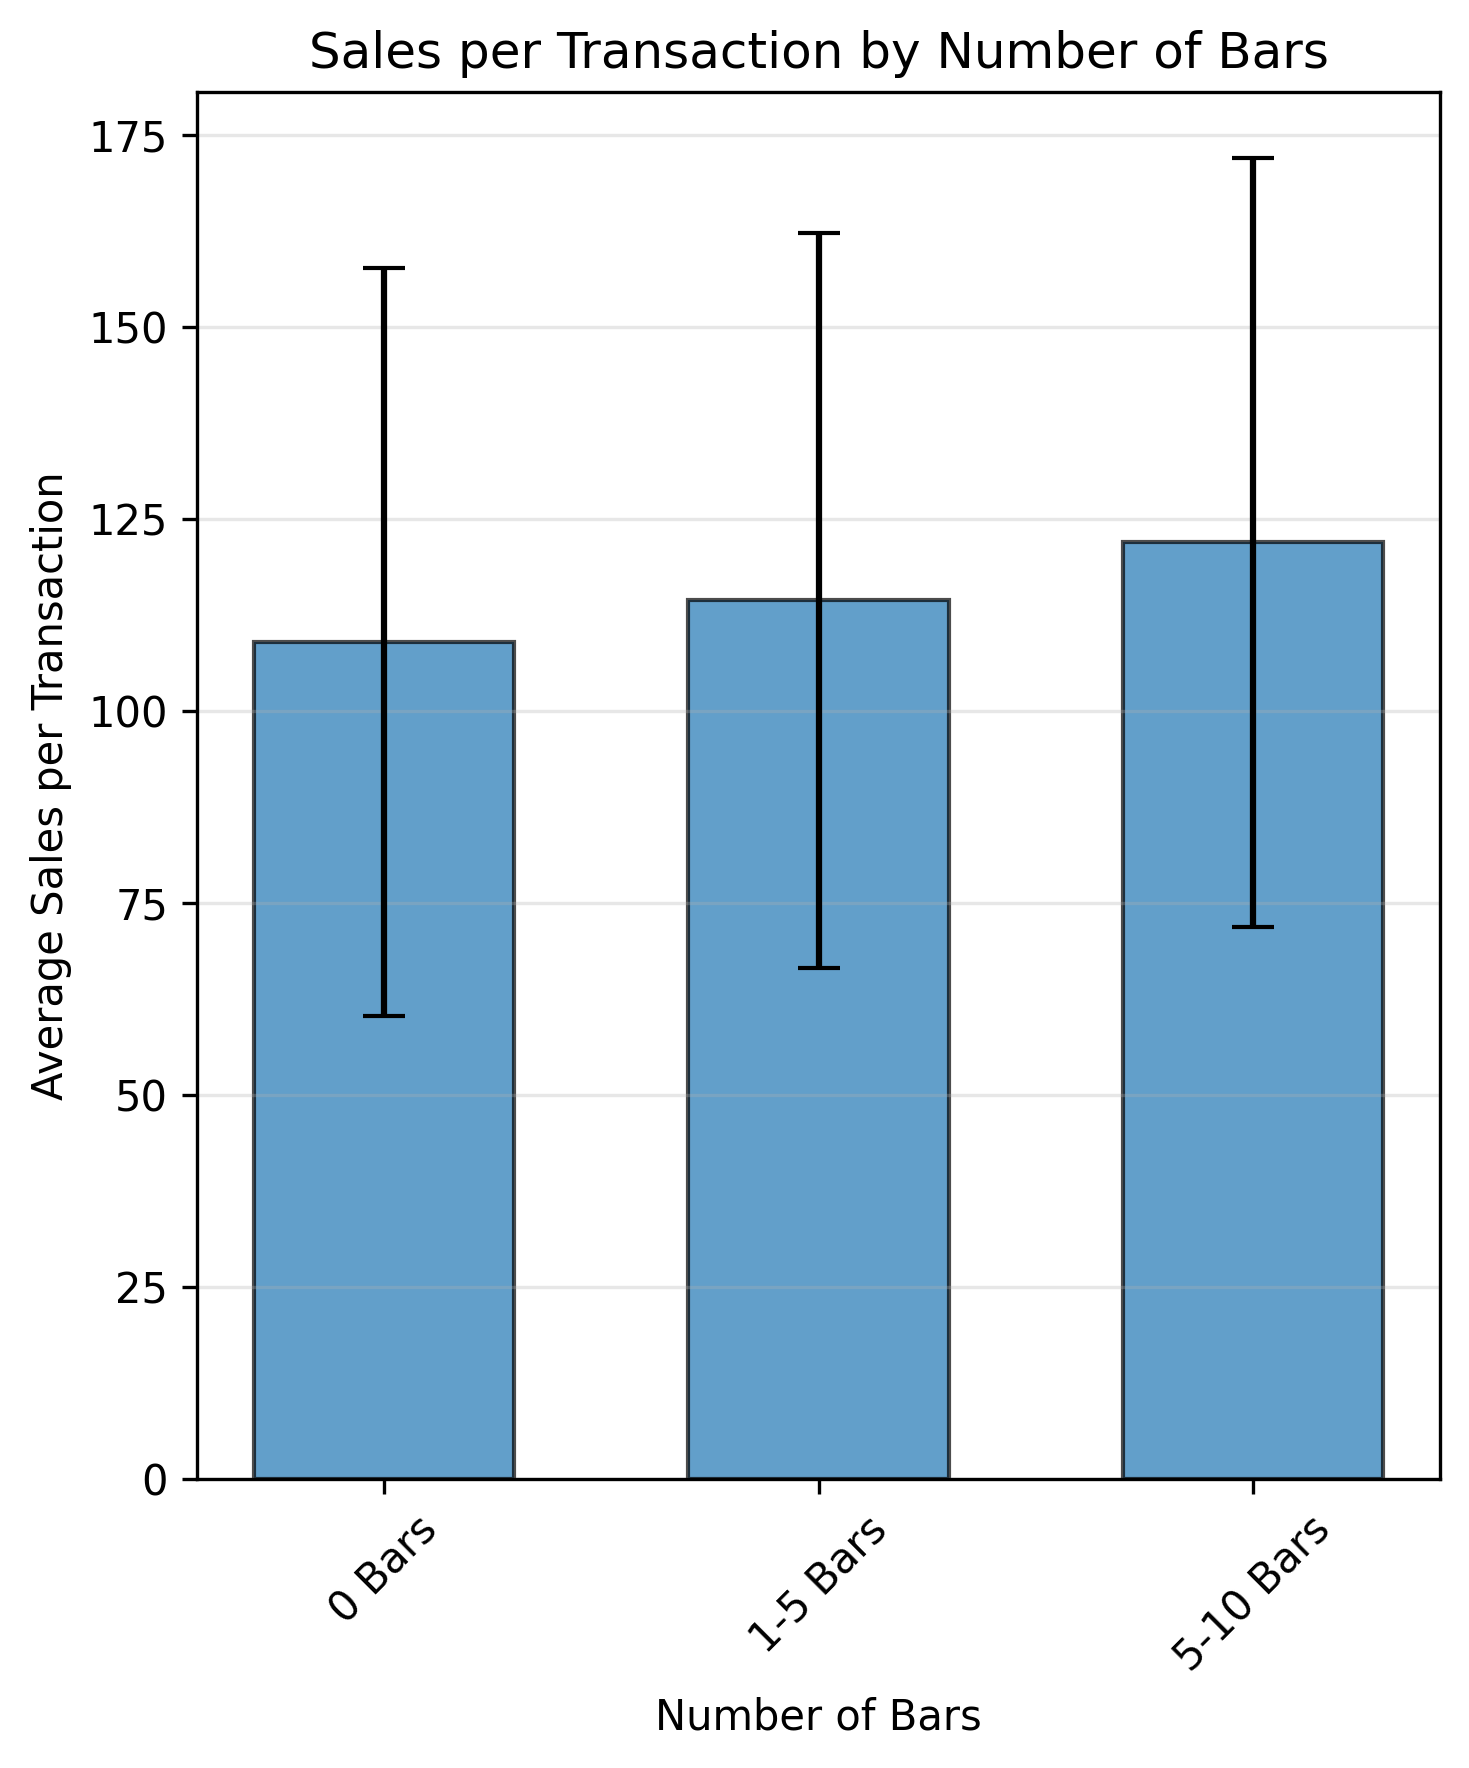 Sales per Transaction by Number of Bars
Average Sales per Transaction
175
150
125
100
75
50
25
0
0 Bars
1-5 Bars
5-10 Bars
Number of Bars